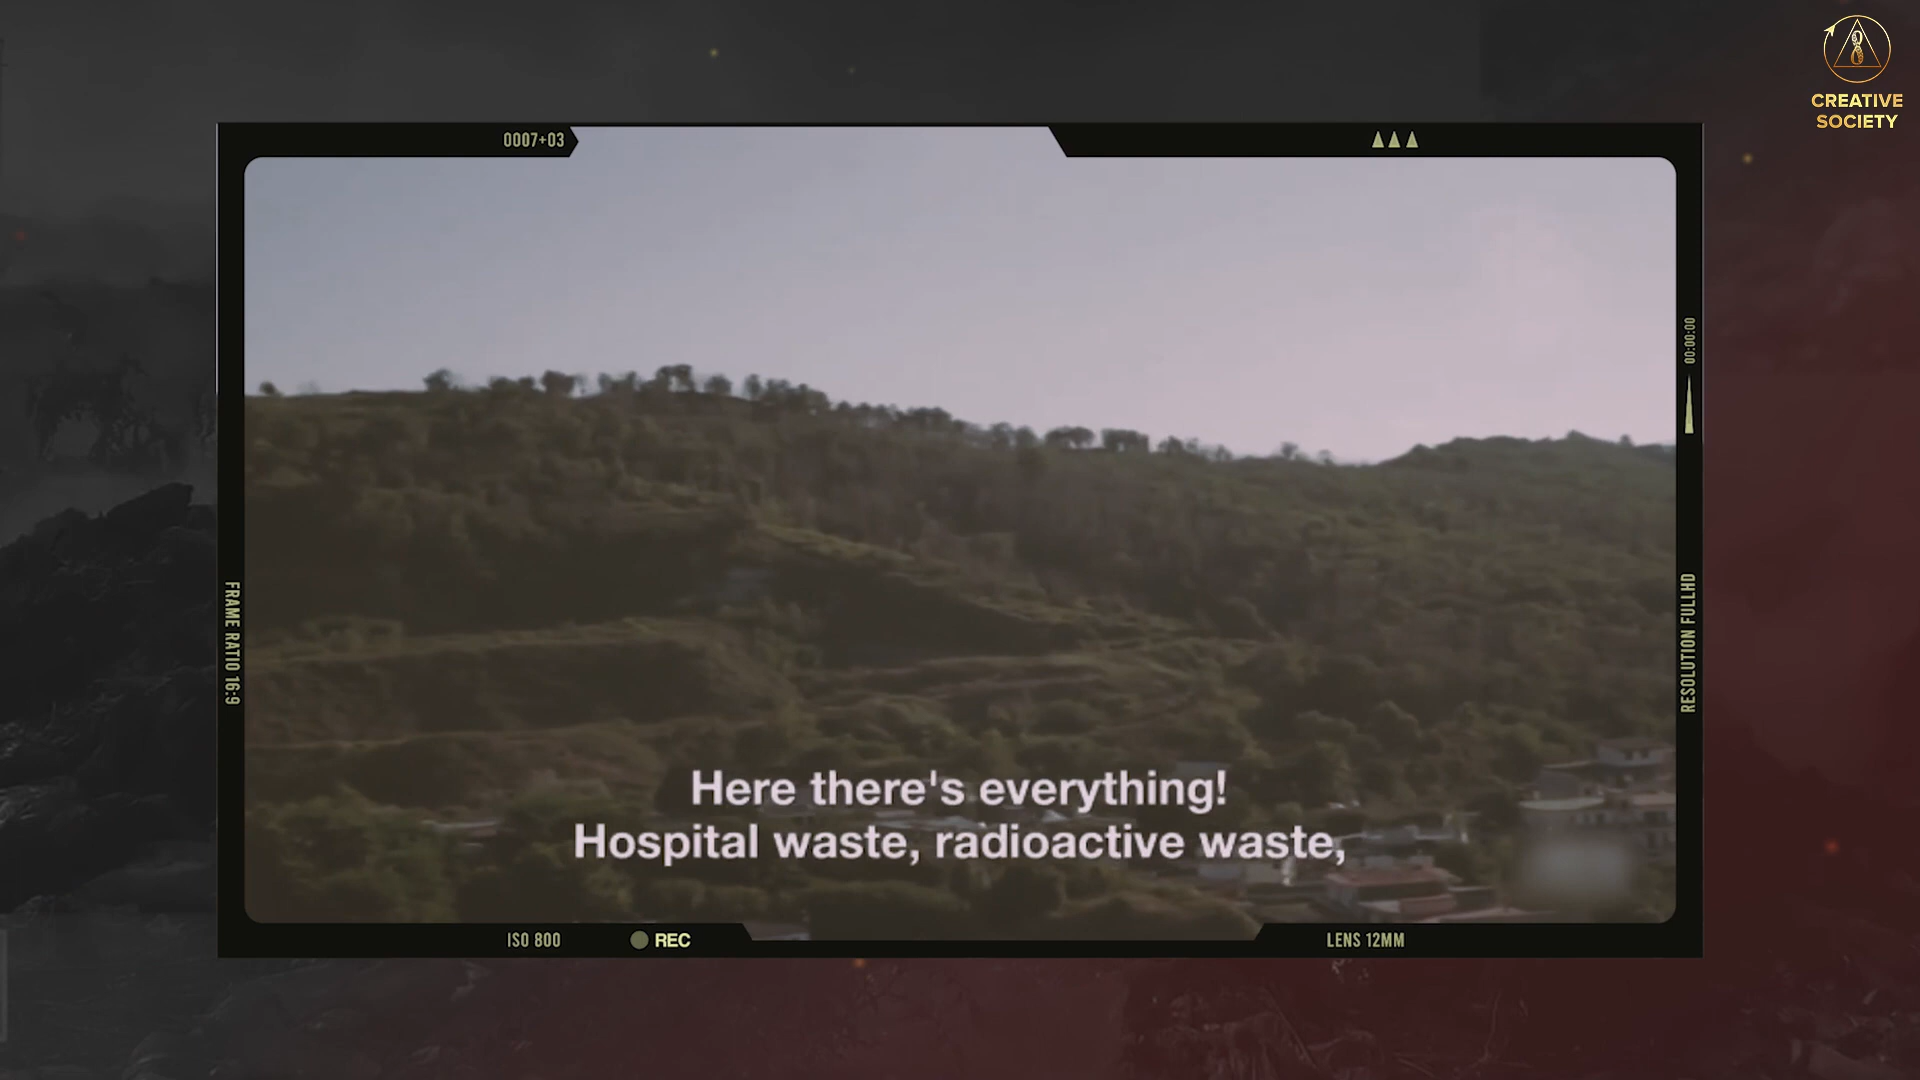 CREATIVE
SOCIETY
0007+03
00:00:00
FRAME RATIO 16:9
RESOLUTION FULLHD
Here there's everything!
Hospital waste, radioactive waste,
ISO 800
REC
LENS 12MM